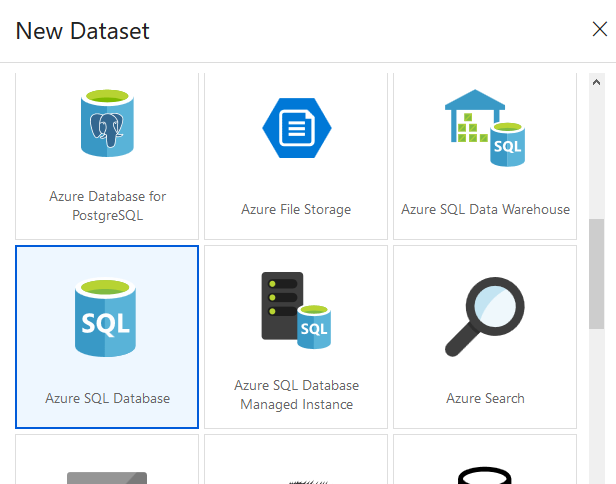 New Dataset
Azure Database for
PostgreSQL
Azure File Storage
SQL
Azure SQL Data Warehouse
SQL
Azure SQL Database
SQL
Azure SQL Database
Managed Instance
Azure Search